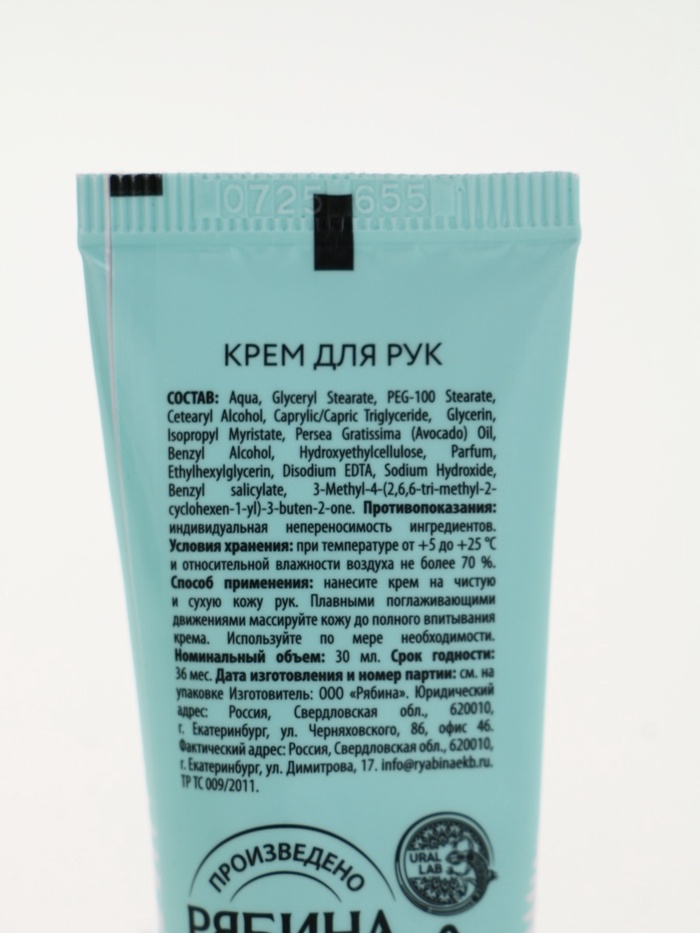 0725 655
КРЕМ ДЛЯ РУК
СОСТАВ: Aqua, Glyceryl Stearate, PEG-100 Stearate,
Cetearyl Alcohol, Caprylic/Capric Triglyceride, Glycerin,
Isopropyl Myristate, Persea Gratissima (Avocado) Oil,
Benzyl Alcohol, Hydroxyethylcellulose, Parfum,
Ethylhexylglycerin, Disodium EDTA, Sodium Hydroxide,
Benzyl salicylate, 3-Methyl-4-(2,6,6-tri-methyl-2-
cyclohexen-1-yl)-3-buten-2-one. Противопоказания:
индивидуальная непереносимость ингредиентов.
Условия хранения: при температуре от +5 до +25 °С
и относительной влажности воздуха не более 70 %.
Способ применения: нанесите крем на чистую
и сухую кожу рук. Плавными поглаживающими
движениями массируйте кожу до полного впитывания
крема. Используйте по мере необходимости.
Номинальный объем: 30 мл. Срок годности:
36 мес. Дата изготовления и номер партии: см. на
упаковке Изготовитель: ООО «Рябина». Юридический
адрес: Россия, Свердловская обл., 620010,
г. Екатеринбург, ул. Черняховского, 86, офис 46.
Фактический адрес: Россия, Свердловская обл., 620010,
г. Екатеринбург, ул. Димитрова, 17. info@ryabinaekb.ru.
ТР ТС 009/2011.
ПРОИЗВЕДЕНО
РЯБИНА
URAL
LAB